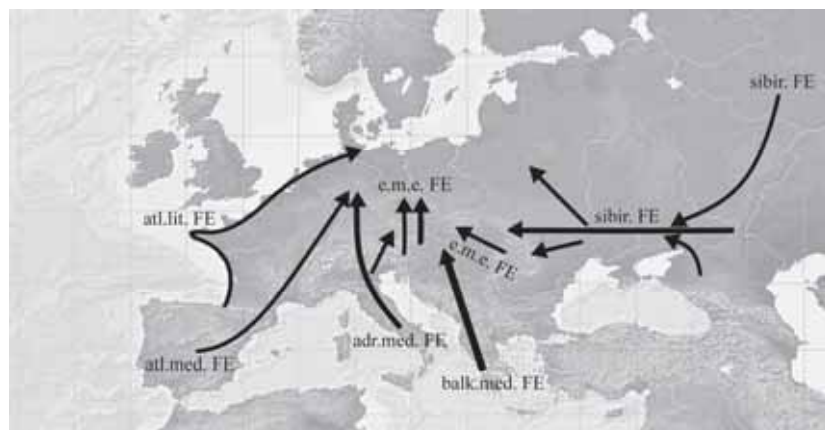 sibir. FE
e.m.e. FE
atl.lit. FE
sibir. FE
e.m.e. FE
adr.med. FE
atl.med. FE
balk.med. FE